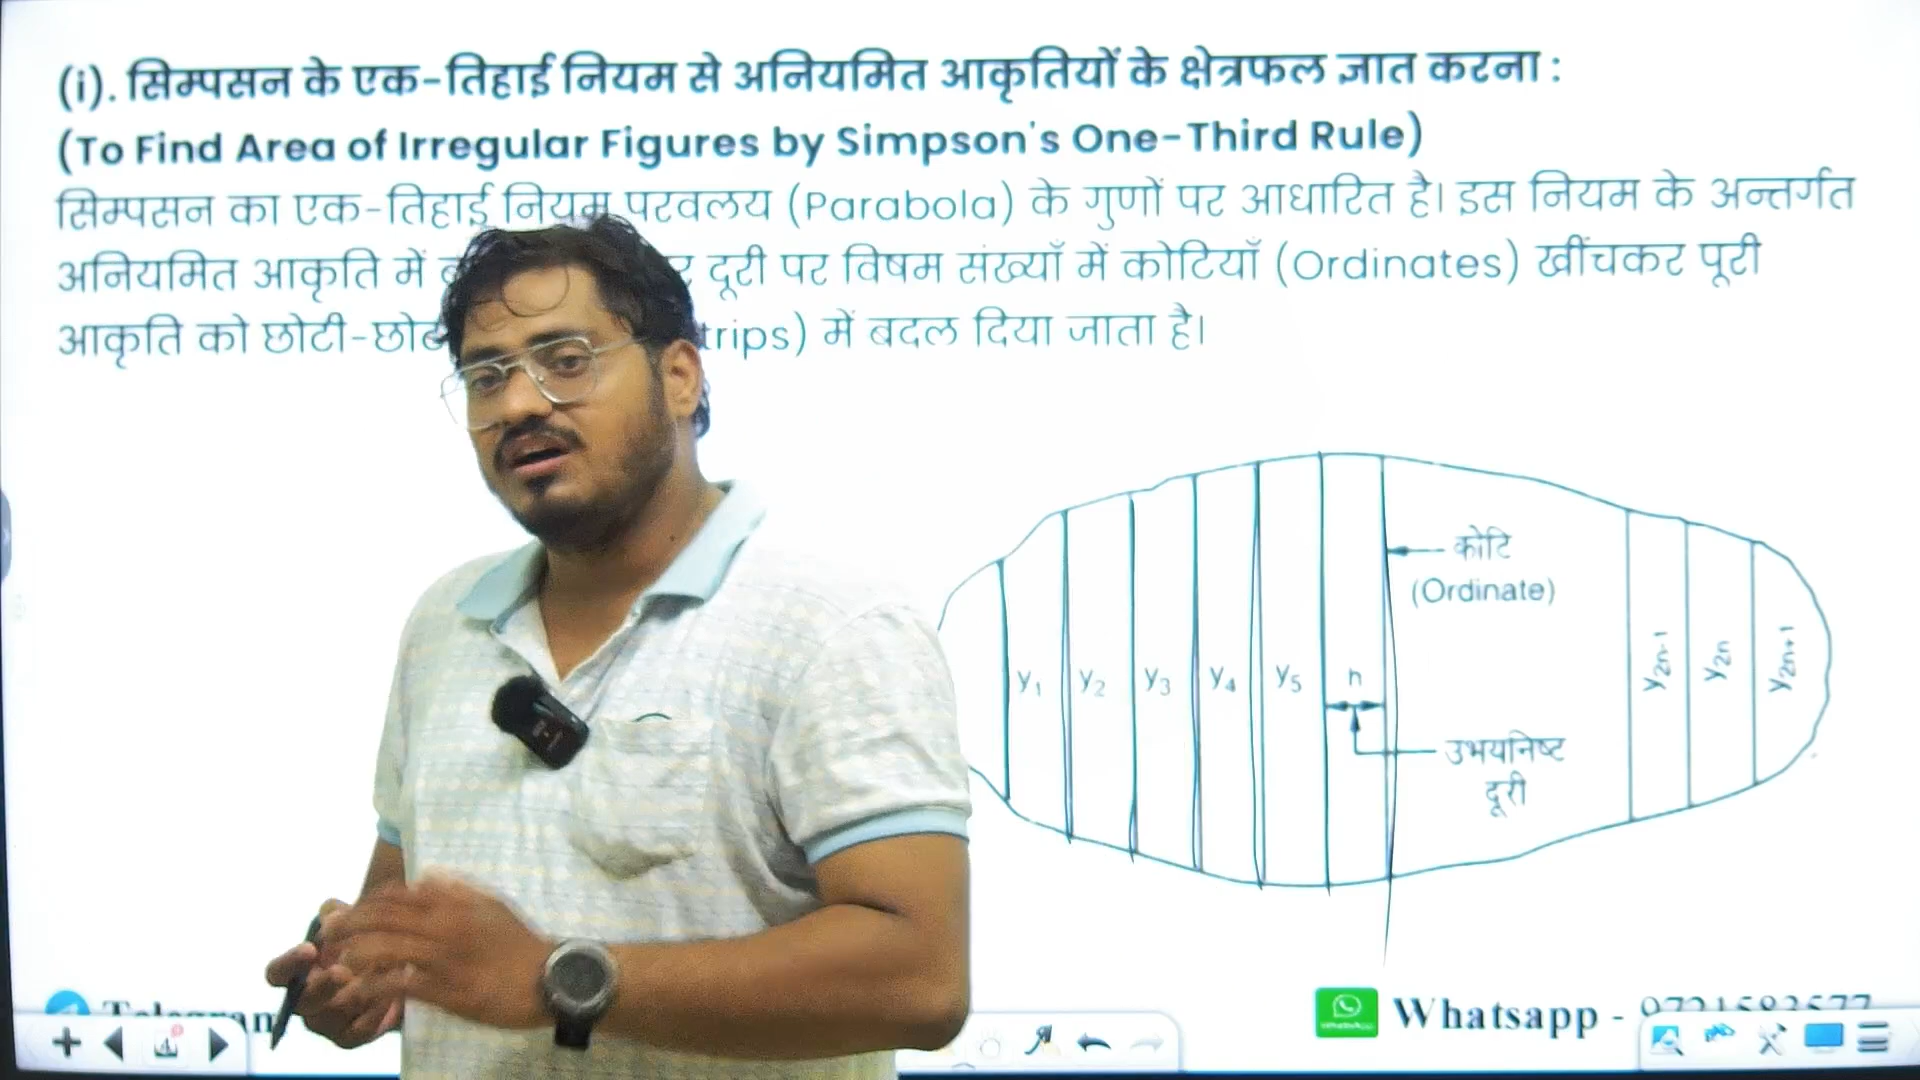 (i). सिम्पसन के एक-तिहाई नियम से अनियमित आकृतियों के क्षेत्रफल ज्ञात करना :
(To Find Area of Irregular Figures by Simpson's One-Third Rule)
सिम्पसन का एक-तिहाई नियम परवलय (Parabola) के गुणों पर आधारित है। इस नियम के अन्तर्गत
अनियमित आकृति में दूरी पर विषम संख्याँ में कोटियाँ (Ordinates) खींचकर पूरी
आकृति को छोटी-छोट trips) में बदल दिया जाता है।
कोटि
(Ordinate)
y₁ y₂ y₃ y₄ y₅ h y₂ₙ₋₁ y₂ₙ y₂ₙ₊₁
उभयनिष्ट
दूरी
Telegram
Whatsapp -